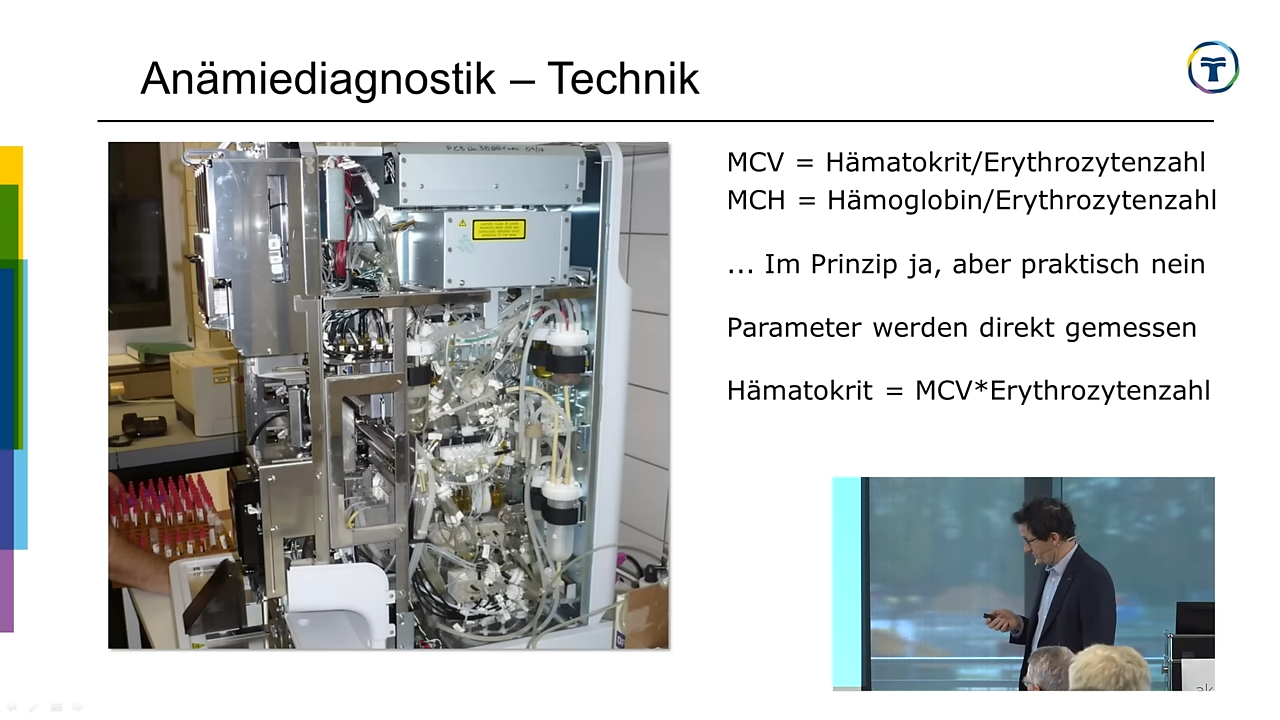 Anämiediagnostik – Technik
MCV = Hämatokrit/Erythrozytenzahl
MCH = Hämoglobin/Erythrozytenzahl
... Im Prinzip ja, aber praktisch nein
Parameter werden direkt gemessen
Hämatokrit = MCV*Erythrozytenzahl
ak